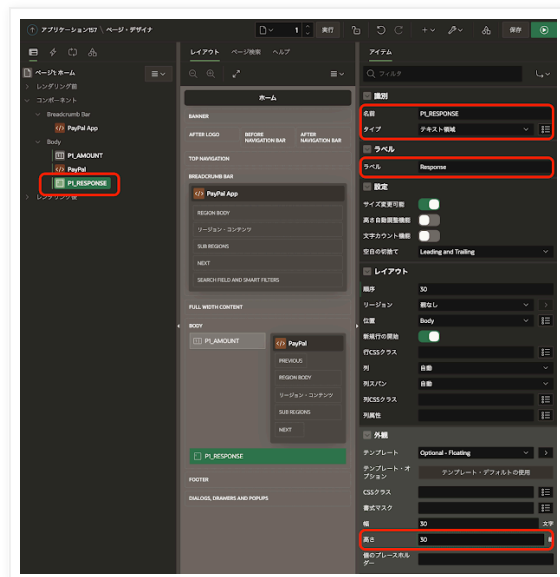 アプリケーション157 \ ページ・デザイナ
1
実行
保存
ページ1: ホーム
レンダリング前
コンポーネント
Breadcrumb Bar
PayPal App
Body
P1_AMOUNT
PayPal
P1_RESPONSE
レンダリング後
レイアウト
ページ検索
ヘルプ
ホーム
BANNER
AFTER LOGO
BEFORE NAVIGATION BAR
AFTER NAVIGATION BAR
TOP NAVIGATION
BREADCRUMB BAR
PayPal App
REGION BODY
リージョン・コンテンツ
SUB REGIONS
NEXT
SEARCH FIELD AND SMART FILTERS
FULL WIDTH CONTENT
BODY
P1_AMOUNT
PayPal
PREVIOUS
REGION BODY
リージョン・コンテンツ
SUB REGIONS
NEXT
P1_RESPONSE
FOOTER
DIALOGS, DRAWERS AND POPUPS
アイテム
フィルタ
識別
名前 P1_RESPONSE
タイプ テキスト領域
ラベル
ラベル Response
設定
サイズ変更可能
高さ自動調整機能
文字カウント機能
空白の切捨て Leading and Trailing
レイアウト
順序 30
リージョン 親なし
位置 Body
新規行の開始
行CSSクラス
列 自動
列スパン 自動
列CSSクラス
列属性
外観
テンプレート Optional - Floating
テンプレート・オプション テンプレート・デフォルトの使用
CSSクラス
書式マスク
幅 30 文字
高さ 30
値のプレースホルダー